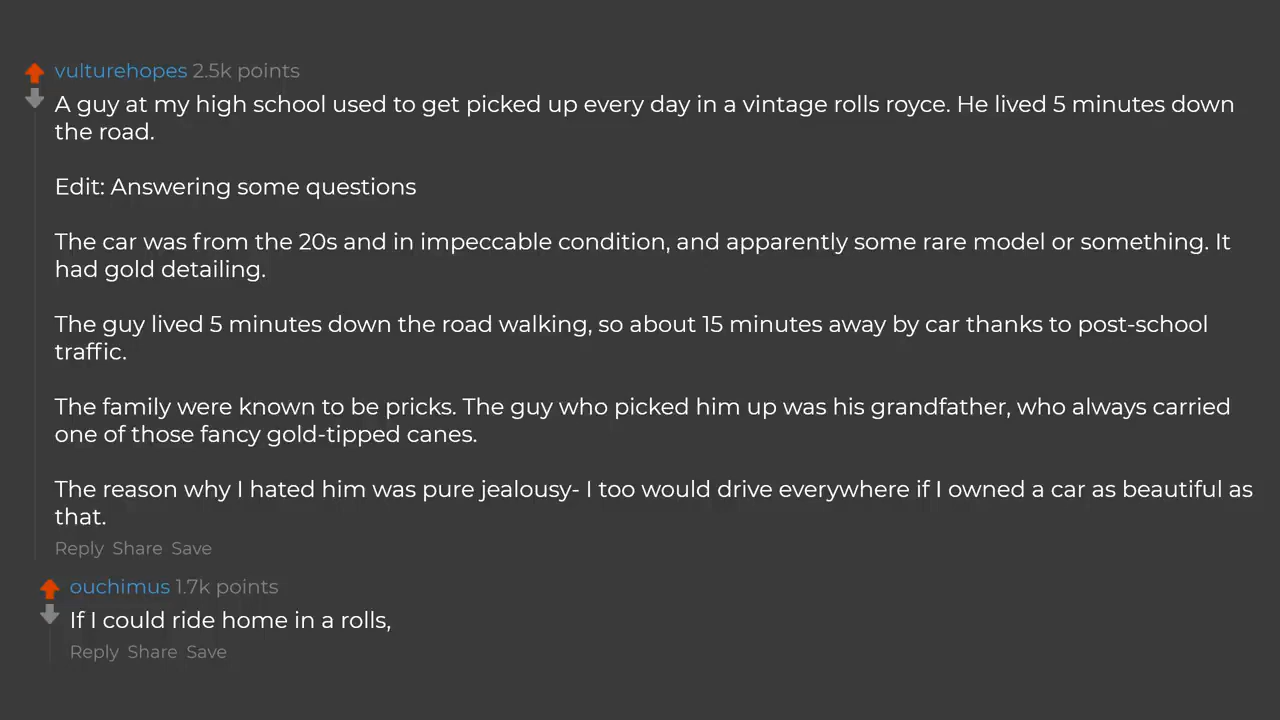 vulturehopes 2.5k points
A guy at my high school used to get picked up every day in a vintage rolls royce. He lived 5 minutes down
the road.
Edit: Answering some questions
The car was from the 20s and in impeccable condition, and apparently some rare model or something. It
had gold detailing.
The guy lived 5 minutes down the road walking, so about 15 minutes away by car thanks to post-school
traffic.
The family were known to be pricks. The guy who picked him up was his grandfather, who always carried
one of those fancy gold-tipped canes.
The reason why I hated him was pure jealousy- I too would drive everywhere if I owned a car as beautiful as
that.
Reply Share Save
ouchimus 1.7k points
If I could ride home in a rolls,
Reply Share Save